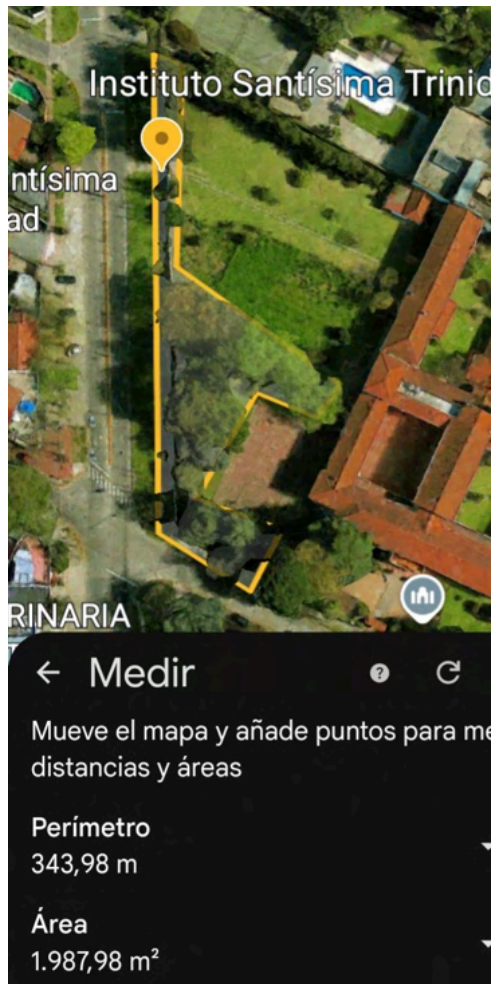 Instituto Santísima Trinid
ntísima
ad
RINARIA
Medir
Mueve el mapa y añade puntos para me
distancias y áreas
Perímetro
343,98 m
Área
1.987,98 m²